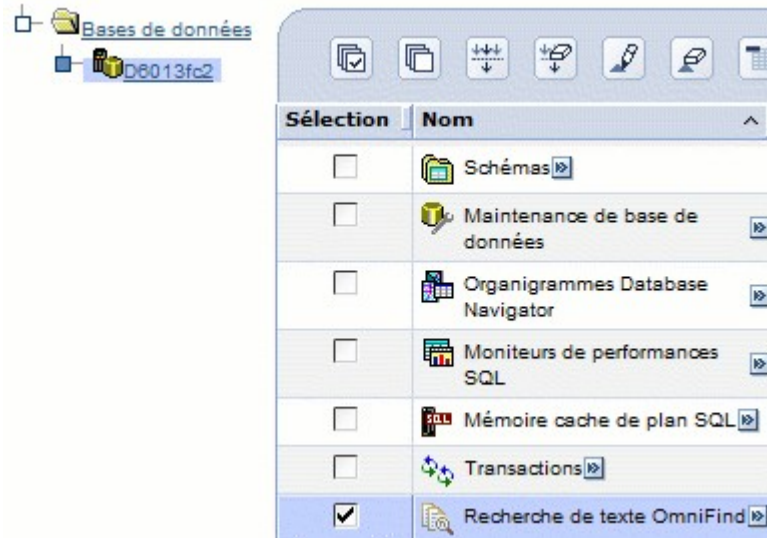 Bases de données
D6013fc2
Sélection Nom
Schémas
Maintenance de base de
données
Organigrammes Database
Navigator
Moniteurs de performances
SQL
Mémoire cache de plan SQL
Transactions
Recherche de texte OmniFind